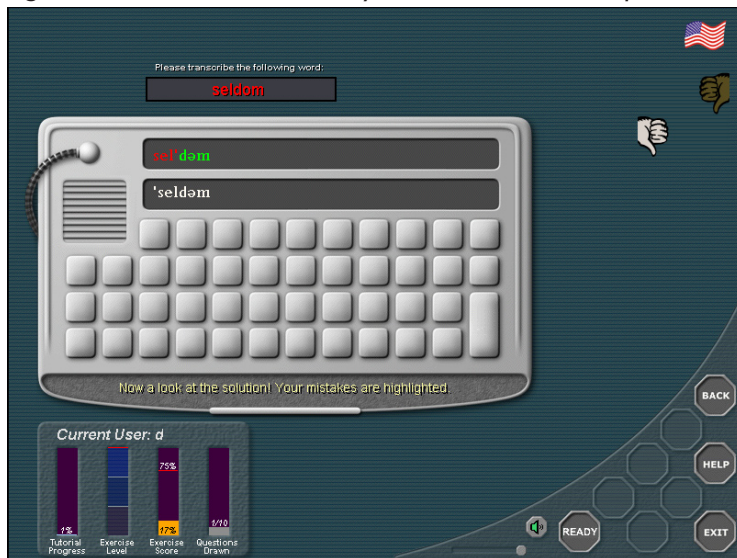 Please transcribe the following word:
seldom
sel'dəm
'seldəm
Now a look at the solution! Your mistakes are highlighted.
BACK
HELP
EXIT
READY
Current User: d
75%
1%
17%
1/10
Tutorial Progress
Exercise Level
Exercise Score
Questions Drawn